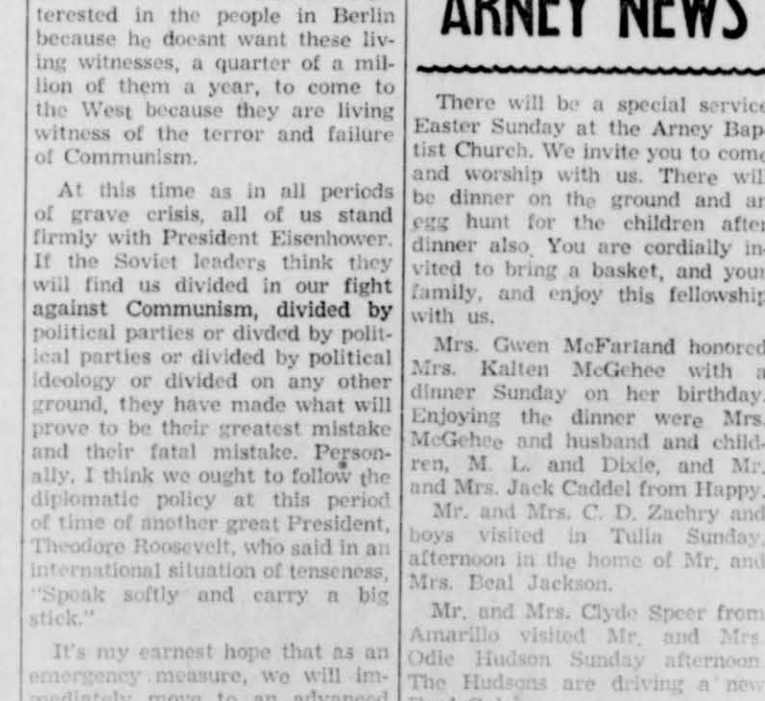 terested in the people in Berlin
because he doesnt want these liv-
ing witnesses, a quarter of a mil-
lion of them a year, to come to
the West because they are living
witness of the terror and failure
of Communism.
At this time as in all periods
of grave crisis, all of us stand
firmly with President Eisenhower.
If the Soviet leaders think they
will find us divided in our fight
against Communism, divided by
political parties or divded by polit-
ical parties or divided by political
ideology or divided on any other
ground, they have made what will
prove to be their greatest mistake
and their fatal mistake. Person-
ally, I think we ought to follow the
diplomatic policy at this period
of time of another great President,
Theodore Roosevelt, who said in an
international situation of tenseness,
"Speak softly and carry a big
stick."
It's my earnest hope that as an
emergency measure, we will im-
mediately move to an advanced
ARNEY NEWS
There will be a special service
Easter Sunday at the Arney Bap
tist Church. We invite you to come
and worship with us. There will
be dinner on the ground and an
egg hunt for the children after
dinner also. You are cordially in
vited to bring a basket, and your
family, and enjoy this fellowship
with us.
Mrs. Gwen McFarland honored
Mrs. Kalten McGehee with a
dinner Sunday on her birthday.
Enjoying the dinner were Mrs.
McGehee and husband and child-
ren, M. L. and Dixie, and Mr.
and Mrs. Jack Caddel from Happy.
Mr. and Mrs. C. D. Zachry and
boys visited in Tulia Sunday
afternoon in the home of Mr. and
Mrs. Beal Jackson.
Mr. and Mrs. Clyde Speer from
Amarillo visited Mr. and Mrs.
Odie Hudson Sunday afternoon.
The Hudsons are driving a new